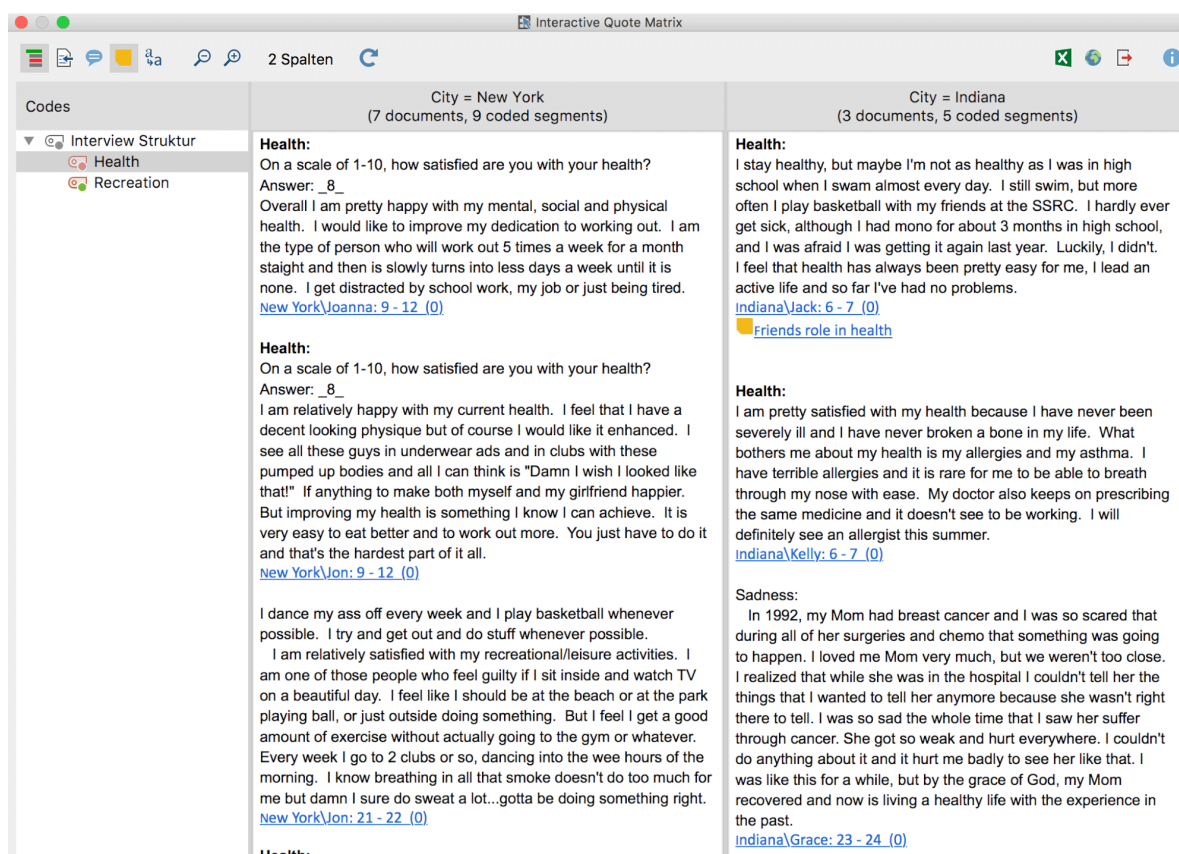 Interactive Quote Matrix
a a
2 Spalten
Codes
City = New York
(7 documents, 9 coded segments)
City = Indiana
(3 documents, 5 coded segments)
Interview Struktur
Health
Recreation
Health:
On a scale of 1-10, how satisfied are you with your health?
Answer: _8_
Overall I am pretty happy with my mental, social and physical
health.  I would like to improve my dedication to working out.  I am
the type of person who will work out 5 times a week for a month
staight and then is slowly turns into less days a week until it is
none.  I get distracted by school work, my job or just being tired.
New York\Joanna: 9 - 12  (0)
Health:
On a scale of 1-10, how satisfied are you with your health?
Answer: _8_
I am relatively happy with my current health.  I feel that I have a
decent looking physique but of course I would like it enhanced.  I
see all these guys in underwear ads and in clubs with these
pumped up bodies and all I can think is "Damn I wish I looked like
that!"  If anything to make both myself and my girlfriend happier.
But improving my health is something I know I can achieve.  It is
very easy to eat better and to work out more.  You just have to do it
and that's the hardest part of it all.
New York\Jon: 9 - 12  (0)
I dance my ass off every week and I play basketball whenever
possible.  I try and get out and do stuff whenever possible.
I am relatively satisfied with my recreational/leisure activities.  I
am one of those people who feel guilty if I sit inside and watch TV
on a beautiful day.  I feel like I should be at the beach or at the park
playing ball, or just outside doing something.  But I feel I get a good
amount of exercise without actually going to the gym or whatever.
Every week I go to 2 clubs or so, dancing into the wee hours of the
morning.  I know breathing in all that smoke doesn't do too much for
me but damn I sure do sweat a lot...gotta be doing something right.
New York\Jon: 21 - 22  (0)
Health:
Health:
I stay healthy, but maybe I'm not as healthy as I was in high
school when I swam almost every day.  I still swim, but more
often I play basketball with my friends at the SSRC.  I hardly ever
get sick, although I had mono for about 3 months in high school,
and I was afraid I was getting it again last year.  Luckily, I didn't.
I feel that health has always been pretty easy for me, I lead an
active life and so far I've had no problems.
Indiana\Jack: 6 - 7  (0)
Friends role in health
Health:
I am pretty satisfied with my health because I have never been
severely ill and I have never broken a bone in my life.  What
bothers me about my health is my allergies and my asthma.  I
have terrible allergies and it is rare for me to be able to breath
through my nose with ease.  My doctor also keeps on prescribing
the same medicine and it doesn't see to be working.  I will
definitely see an allergist this summer.
Indiana\Kelly: 6 - 7  (0)
Sadness:
In 1992, my Mom had breast cancer and I was so scared that
during all of her surgeries and chemo that something was going
to happen. I loved me Mom very much, but we weren't too close.
I realized that while she was in the hospital I couldn't tell her the
things that I wanted to tell her anymore because she wasn't right
there to tell. I was so sad the whole time that I saw her suffer
through cancer. She got so weak and hurt everywhere. I couldn't
do anything about it and it hurt me badly to see her like that. I
was like this for a while, but by the grace of God, my Mom
recovered and now is living a healthy life with the experience in
the past.
Indiana\Grace: 23 - 24  (0)